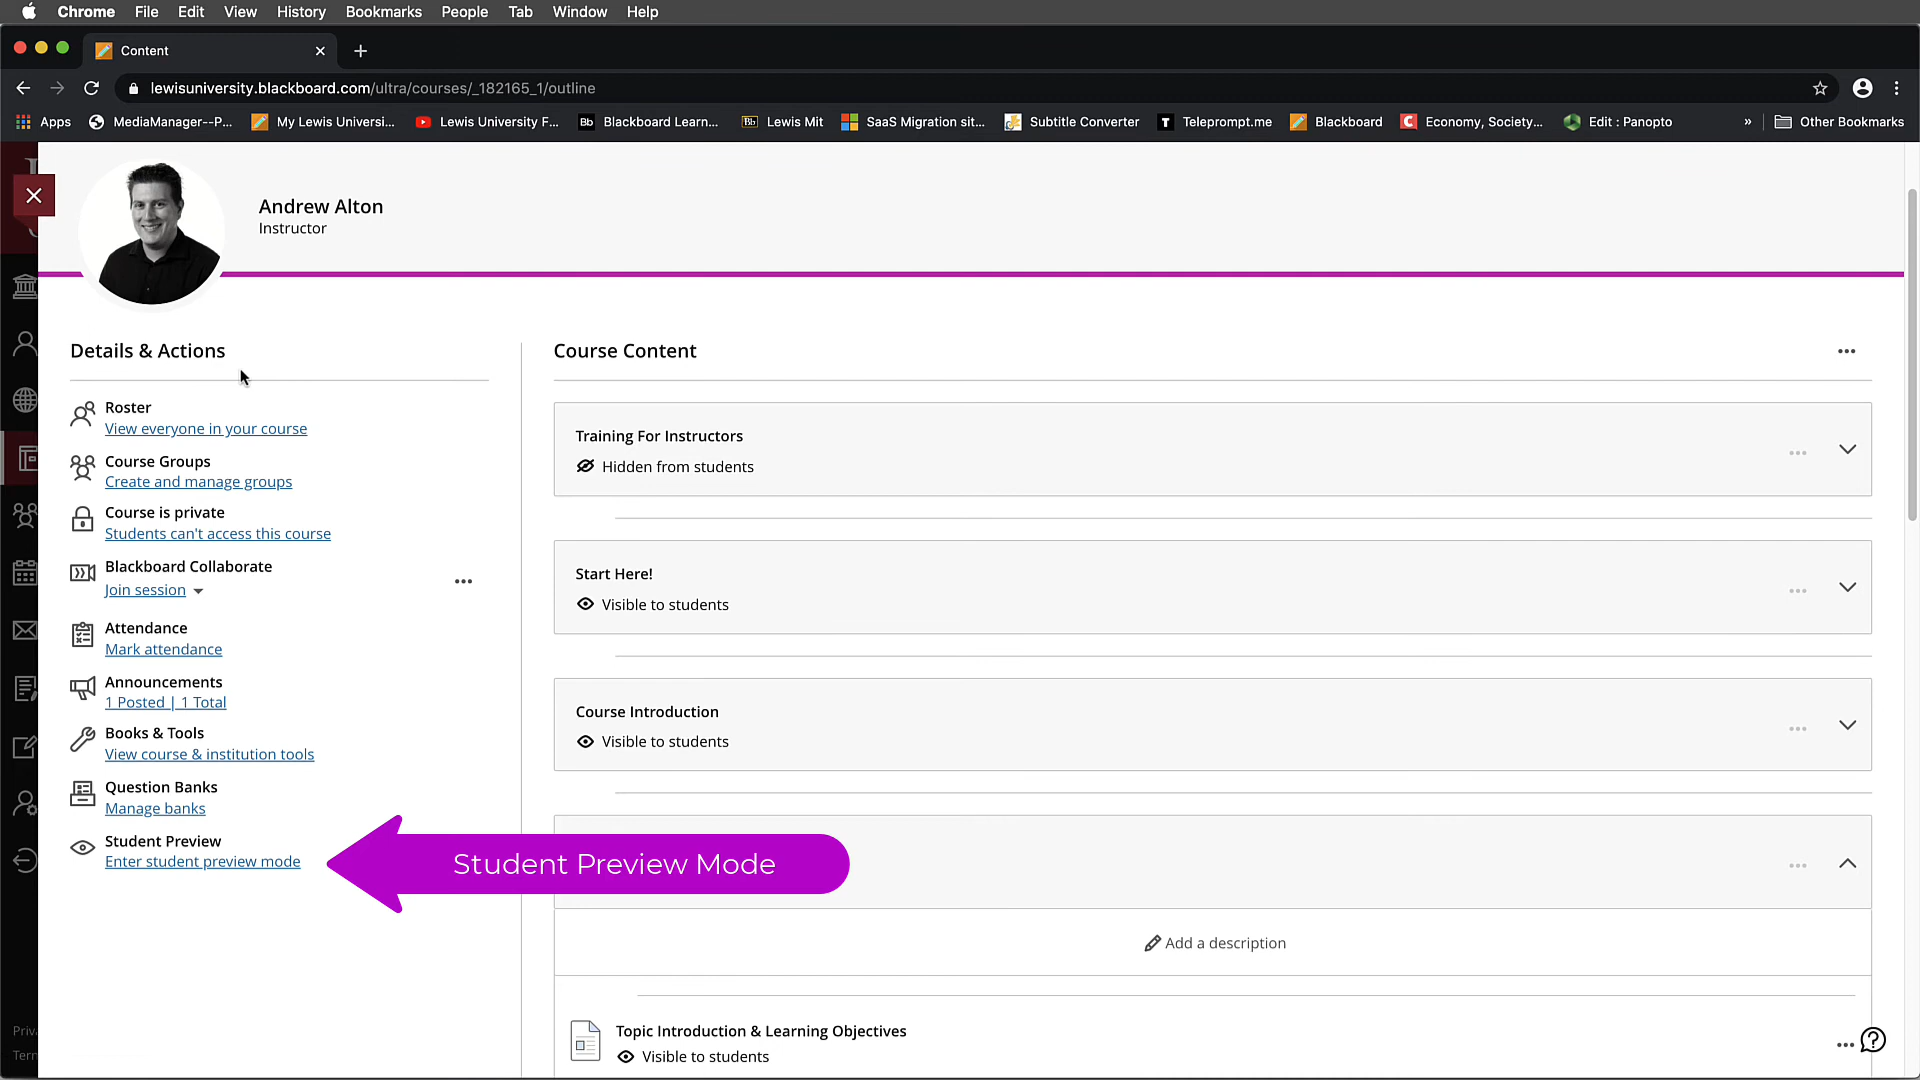 Chrome File Edit View History Bookmarks People Tab Window Help
Content
lewisuniversity.blackboard.com/ultra/courses/_182165_1/outline
Apps MediaManager--P... My Lewis Universi... Lewis University F... Bb Blackboard Learn... Bb Lewis Mit SaaS Migration sit... Subtitle Converter T Teleprompt.me Blackboard C Economy, Society... Edit : Panopto » Other Bookmarks
Andrew Alton
Instructor
Details & Actions
Roster
View everyone in your course
Course Groups
Create and manage groups
Course is private
Students can't access this course
Blackboard Collaborate
Join session
Attendance
Mark attendance
Announcements
1 Posted | 1 Total
Books & Tools
View course & institution tools
Question Banks
Manage banks
Student Preview
Enter student preview mode
Student Preview Mode
Course Content
Training For Instructors
Hidden from students
Start Here!
Visible to students
Course Introduction
Visible to students
Add a description
Topic Introduction & Learning Objectives
Visible to students